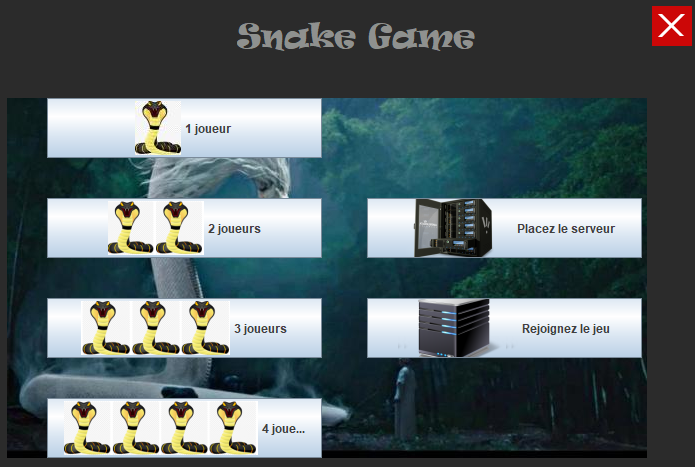 Snake Game
1 joueur
2 joueurs
Placez le serveur
3 joueurs
Rejoignez le jeu
4 joue...